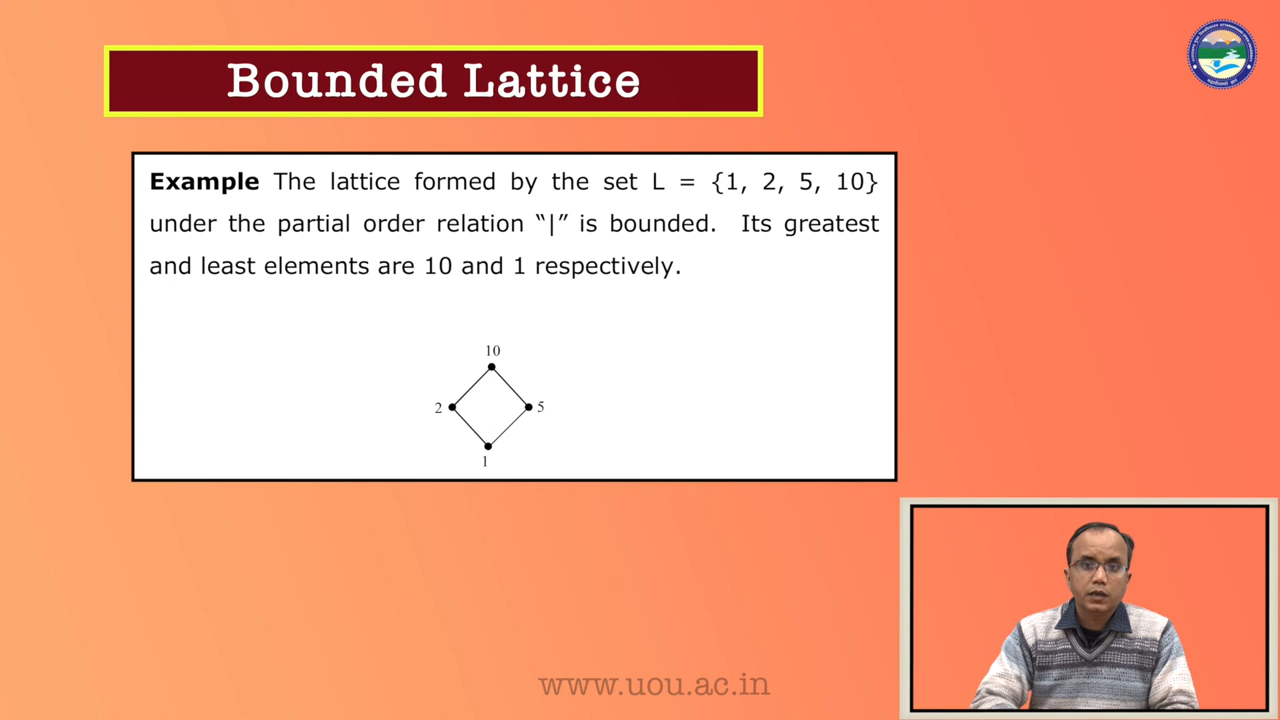 Bounded Lattice
Example The lattice formed by the set L = {1, 2, 5, 10}
under the partial order relation “|” is bounded. Its greatest
and least elements are 10 and 1 respectively.
10
2
5
1
www.uou.ac.in